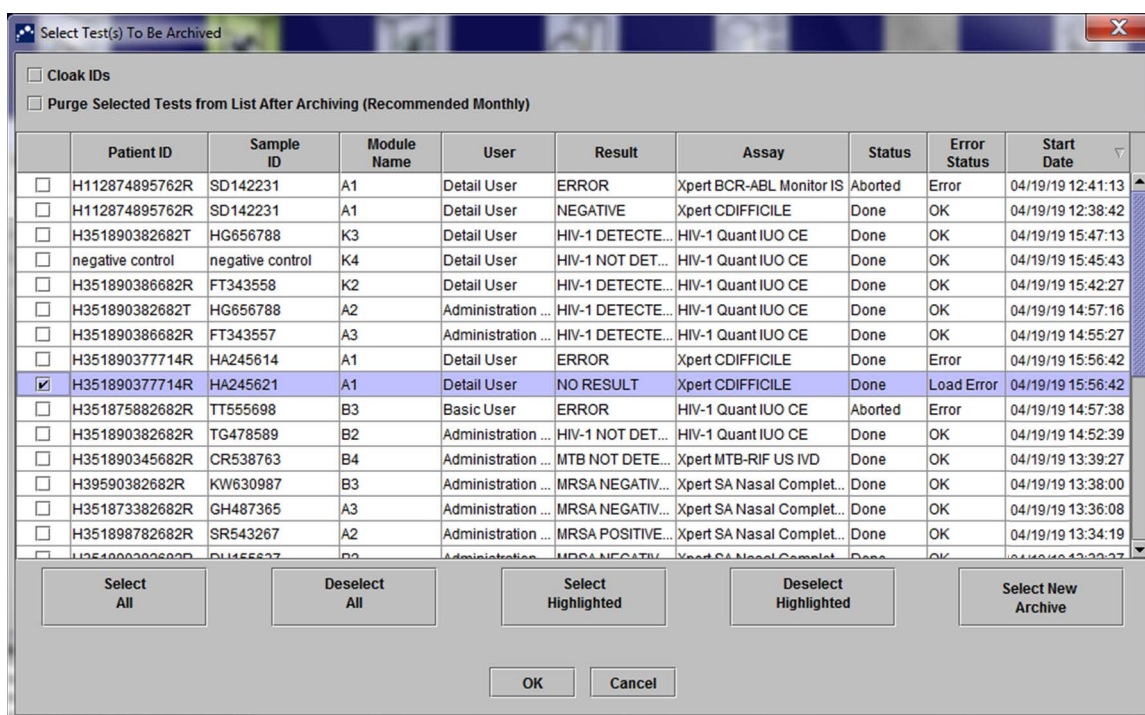 Select Test(s) To Be Archived
Cloak IDs
Purge Selected Tests from List After Archiving (Recommended Monthly)
Patient ID Sample ID Module Name User Result Assay Status Error Status Start Date
H112874895762R SD142231 A1 Detail User ERROR Xpert BCR-ABL Monitor IS Aborted Error 04/19/19 12:41:13
H112874895762R SD142231 A1 Detail User NEGATIVE Xpert CDIFFICILE Done OK 04/19/19 12:38:42
H351890382682T HG656788 K3 Detail User HIV-1 DETECTE... HIV-1 Quant IUO CE Done OK 04/19/19 15:47:13
negative control negative control K4 Detail User HIV-1 NOT DET... HIV-1 Quant IUO CE Done OK 04/19/19 15:45:43
H351890386682R FT343558 K2 Detail User HIV-1 DETECTE... HIV-1 Quant IUO CE Done OK 04/19/19 15:42:27
H351890382682T HG656788 A2 Administration ... HIV-1 DETECTE... HIV-1 Quant IUO CE Done OK 04/19/19 14:57:16
H351890386682R FT343557 A3 Administration ... HIV-1 DETECTE... HIV-1 Quant IUO CE Done OK 04/19/19 14:55:27
H351890377714R HA245614 A1 Detail User ERROR Xpert CDIFFICILE Done Error 04/19/19 15:56:42
H351890377714R HA245621 A1 Detail User NO RESULT Xpert CDIFFICILE Done Load Error 04/19/19 15:56:42
H351875882682R TT555698 B3 Basic User ERROR HIV-1 Quant IUO CE Aborted Error 04/19/19 14:57:38
H351890382682R TG478589 B2 Administration ... HIV-1 NOT DET... HIV-1 Quant IUO CE Done OK 04/19/19 14:52:39
H351890345682R CR538763 B4 Administration ... MTB NOT DETE... Xpert MTB-RIF US IVD Done OK 04/19/19 13:39:27
H39590382682R KW630987 B3 Administration ... MRSA NEGATIV... Xpert SA Nasal Complet... Done OK 04/19/19 13:38:00
H351873382682R GH487365 A3 Administration ... MRSA NEGATIV... Xpert SA Nasal Complet... Done OK 04/19/19 13:36:08
H351898782682R SR543267 A2 Administration ... MRSA POSITIVE... Xpert SA Nasal Complet... Done OK 04/19/19 13:34:19
Administration ... MRSA NEGATIV... Xpert SA Nasal Complet... Done OK
Select All Deselect All Select Highlighted Deselect Highlighted Select New Archive
OK Cancel